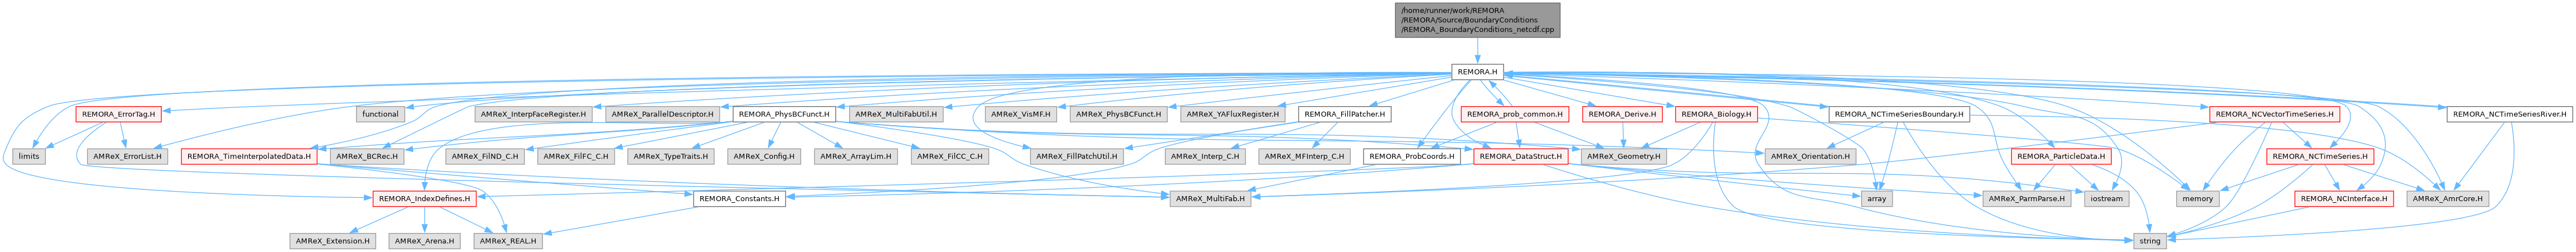 /home/runner/work/REMORA
/REMORA/Source/BoundaryConditions
/REMORA_BoundaryConditions_netcdf.cpp
REMORA.H
REMORA_ErrorTag.H
functional
AMReX_InterpFaceRegister.H
AMReX_ParallelDescriptor.H
REMORA_PhysBCFunct.H
AMReX_MultiFabUtil.H
AMReX_VisMF.H
AMReX_PhysBCFunct.H
AMReX_YAFluxRegister.H
REMORA_FillPatcher.H
REMORA_prob_common.H
REMORA_Derive.H
REMORA_Biology.H
REMORA_NCTimeSeriesBoundary.H
REMORA_NCVectorTimeSeries.H
REMORA_NCTimeSeriesRiver.H
limits
AMReX_ErrorList.H
REMORA_TimeInterpolatedData.H
AMReX_BCRec.H
AMReX_FilND_C.H
AMReX_FilFC_C.H
AMReX_TypeTraits.H
AMReX_Config.H
AMReX_ArrayLim.H
AMReX_FilCC_C.H
AMReX_FillPatchUtil.H
AMReX_Interp_C.H
AMReX_MFInterp_C.H
REMORA_ProbCoords.H
REMORA_DataStruct.H
AMReX_Geometry.H
AMReX_Orientation.H
REMORA_ParticleData.H
REMORA_NCTimeSeries.H
REMORA_IndexDefines.H
REMORA_Constants.H
AMReX_MultiFab.H
array
AMReX_ParmParse.H
iostream
memory
REMORA_NCInterface.H
AMReX_AmrCore.H
AMReX_Extension.H
AMReX_Arena.H
AMReX_REAL.H
string